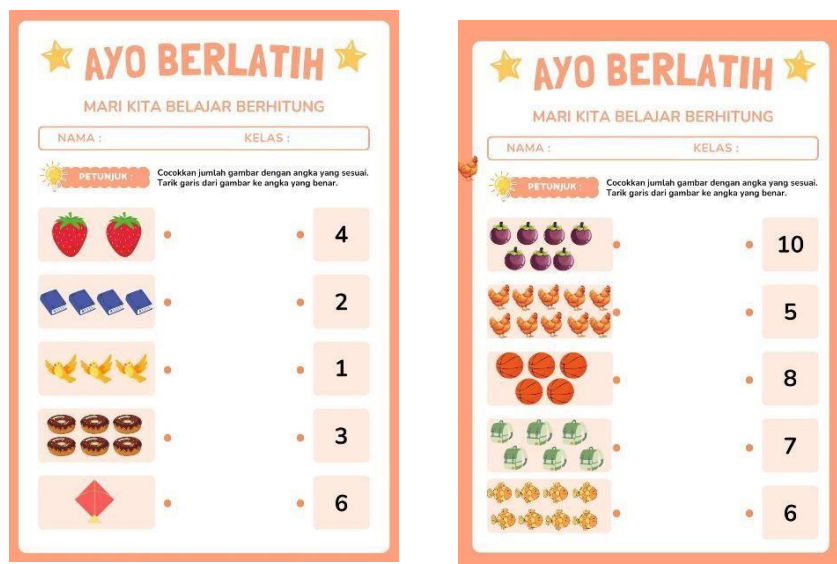 AYO BERLATIH
MARI KITA BELAJAR BERHITUNG
NAMA : KELAS :
PETUNJUK : Cocokkan jumlah gambar dengan angka yang sesuai.
Tarik garis dari gambar ke angka yang benar.
4
2
1
3
6
AYO BERLATIH
MARI KITA BELAJAR BERHITUNG
NAMA : KELAS :
PETUNJUK : Cocokkan jumlah gambar dengan angka yang sesuai.
Tarik garis dari gambar ke angka yang benar.
10
5
8
7
6